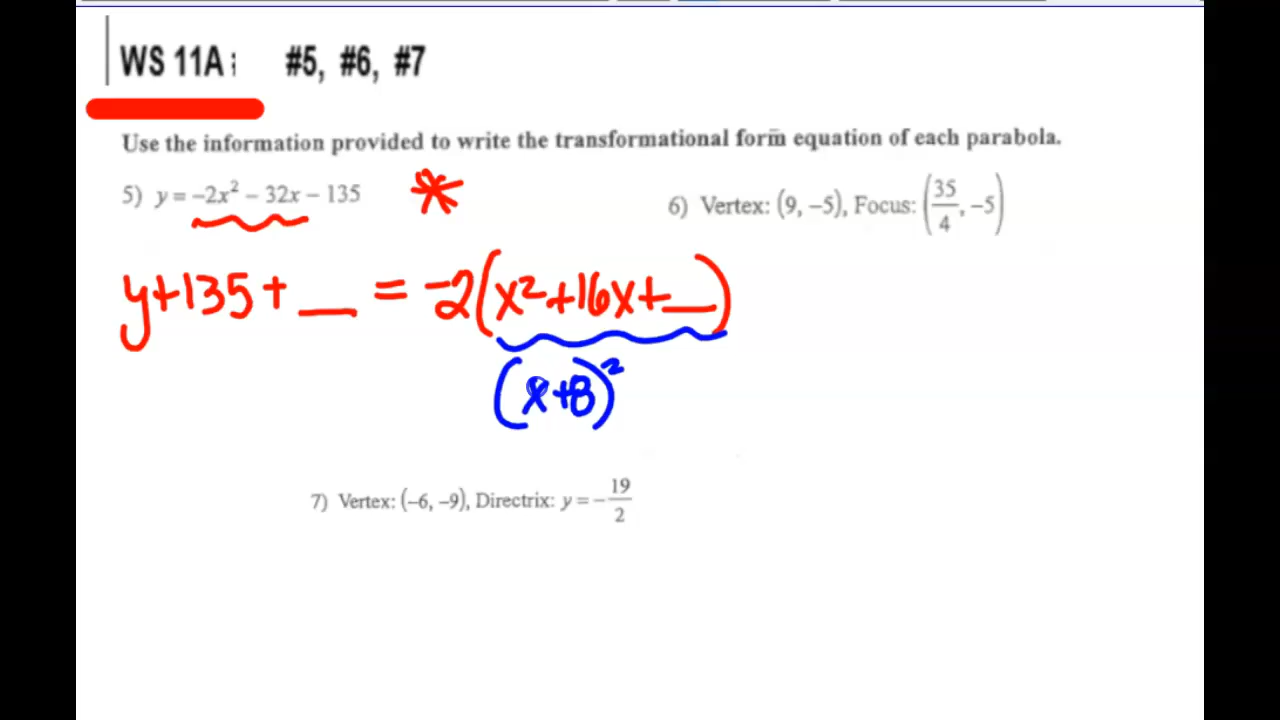 WS 11A : #5, #6, #7
Use the information provided to write the transformational form equation of each parabola.
5) y = −2x² − 32x − 135
6) Vertex: (9, −5), Focus: (35/4, −5)
y+135+ __ = -2(x²+16x+__)
(x+8)²
7) Vertex: (−6, −9), Directrix: y = −19/2